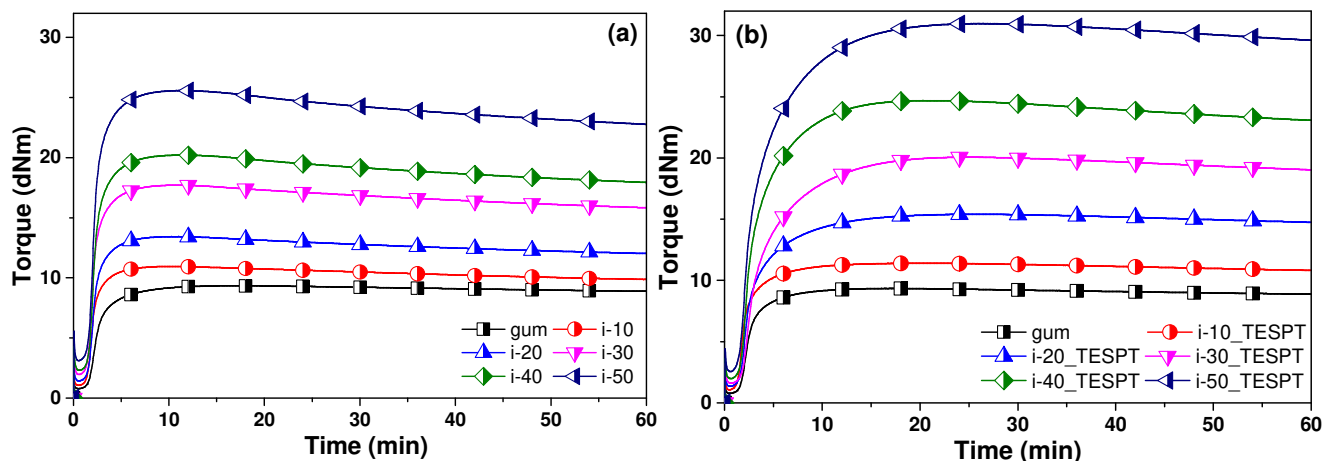 (a)
Torque (dNm)
30
20
10
0
gum i-10
i-20 i-30
i-40 i-50
0 10 20 30 40 50 60
Time (min)
(b)
Torque (dNm)
30
20
10
0
gum i-10_TESPT
i-20_TESPT i-30_TESPT
i-40_TESPT i-50_TESPT
0 10 20 30 40 50 60
Time (min)